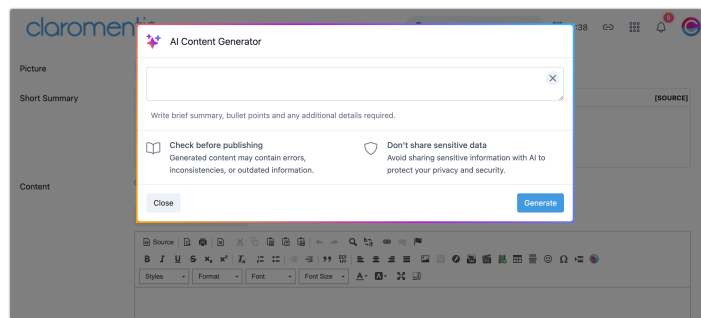 claromen
:38
8
AI Content Generator
Picture
Short Summary
[SOURCE]
Write brief summary, bullet points and any additional details required.
Check before publishing
Generated content may contain errors,
inconsistencies, or outdated information.
Don't share sensitive data
Avoid sharing sensitive information with AI to
protect your privacy and security.
Content
Close
Generate
Source
Styles
Format
Font
Font Size